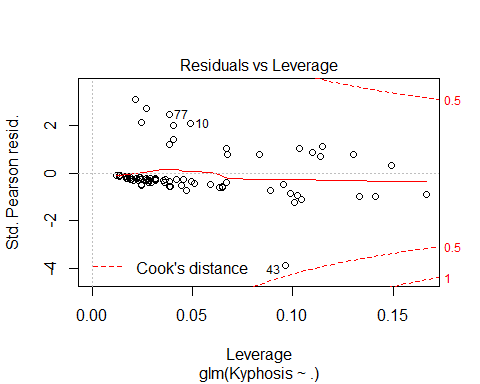 Residuals vs Leverage
Std. Pearson resid.
2
0
-2
-4
77
10
43
0.5
0.5
1
Cook's distance
0.00
0.05
0.10
0.15
Leverage
glm(Kyphosis ~ .)